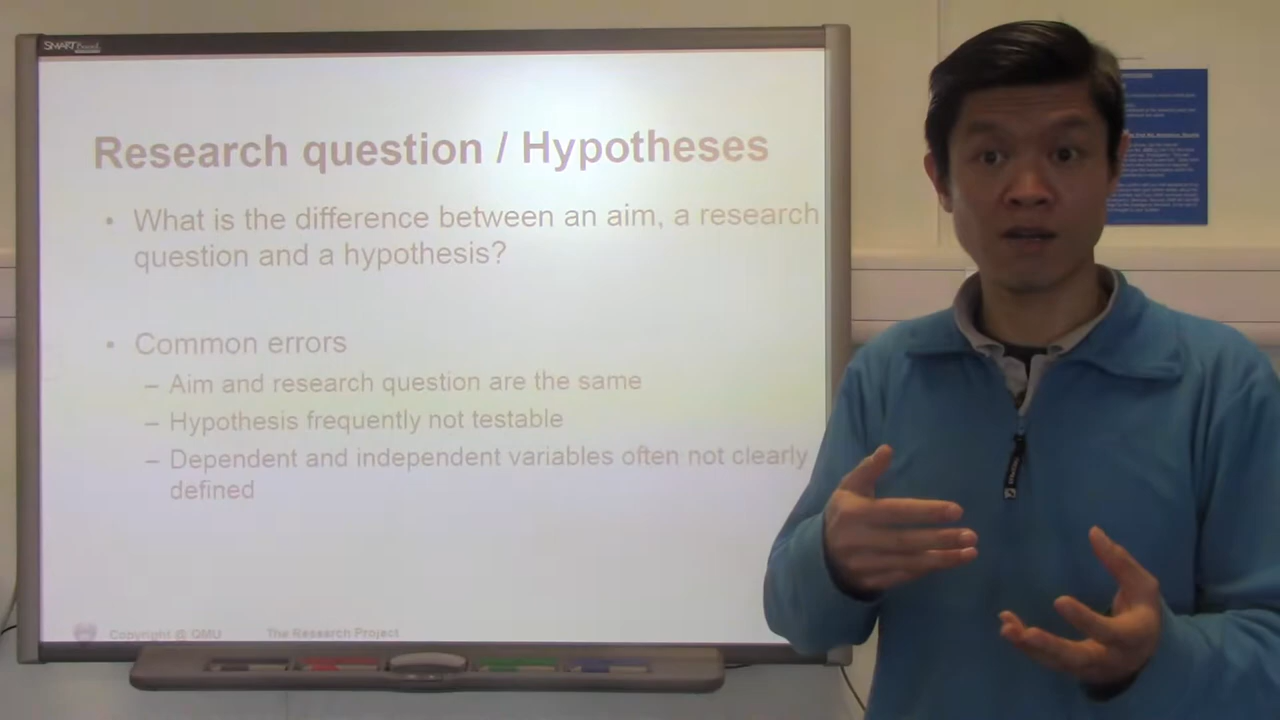 SMART Board
Research question / Hypotheses
• What is the difference between an aim, a research
question and a hypothesis?
• Common errors
– Aim and research question are the same
– Hypothesis frequently not testable
– Dependent and independent variables often not clearly
defined
Copyright @ QMU The Research Project